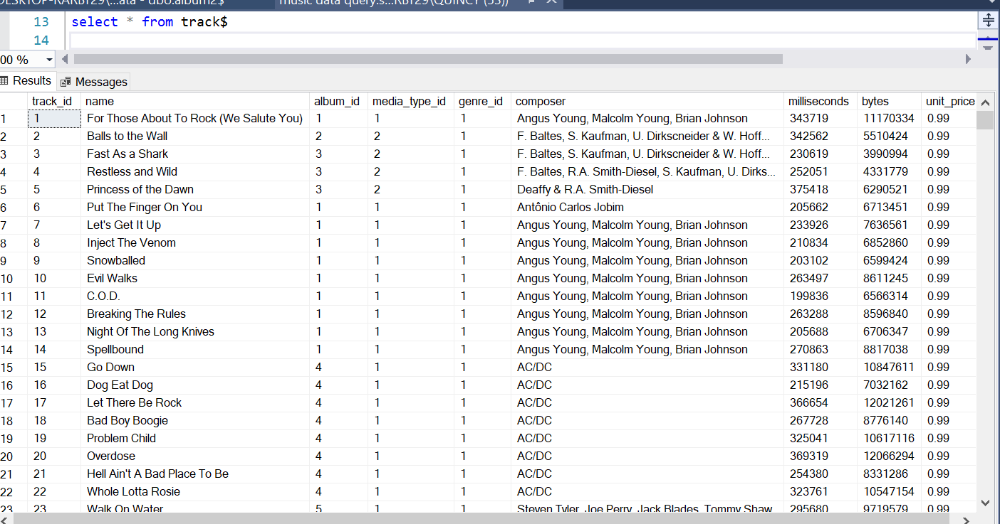 DESKTOP-RARBT29\...ata - dbo.album2$ music data query.s...RBT29\QUINCY (53))
13 select * from track$
14
00 %
Results Messages
track_id name album_id media_type_id genre_id composer milliseconds bytes unit_price
1 1 For Those About To Rock (We Salute You) 1 1 1 Angus Young, Malcolm Young, Brian Johnson 343719 11170334 0.99
2 2 Balls to the Wall 2 2 1 F. Baltes, S. Kaufman, U. Dirkscneider & W. Hoff... 342562 5510424 0.99
3 3 Fast As a Shark 3 2 1 F. Baltes, S. Kaufman, U. Dirkscneider & W. Hoff... 230619 3990994 0.99
4 4 Restless and Wild 3 2 1 F. Baltes, R.A. Smith-Diesel, S. Kaufman, U. Dirks... 252051 4331779 0.99
5 5 Princess of the Dawn 3 2 1 Deaffy & R.A. Smith-Diesel 375418 6290521 0.99
6 6 Put The Finger On You 1 1 1 Antônio Carlos Jobim 205662 6713451 0.99
7 7 Let's Get It Up 1 1 1 Angus Young, Malcolm Young, Brian Johnson 233926 7636561 0.99
8 8 Inject The Venom 1 1 1 Angus Young, Malcolm Young, Brian Johnson 210834 6852860 0.99
9 9 Snowballed 1 1 1 Angus Young, Malcolm Young, Brian Johnson 203102 6599424 0.99
10 10 Evil Walks 1 1 1 Angus Young, Malcolm Young, Brian Johnson 263497 8611245 0.99
11 11 C.O.D. 1 1 1 Angus Young, Malcolm Young, Brian Johnson 199836 6566314 0.99
12 12 Breaking The Rules 1 1 1 Angus Young, Malcolm Young, Brian Johnson 263288 8596840 0.99
13 13 Night Of The Long Knives 1 1 1 Angus Young, Malcolm Young, Brian Johnson 205688 6706347 0.99
14 14 Spellbound 1 1 1 Angus Young, Malcolm Young, Brian Johnson 270863 8817038 0.99
15 15 Go Down 4 1 1 AC/DC 331180 10847611 0.99
16 16 Dog Eat Dog 4 1 1 AC/DC 215196 7032162 0.99
17 17 Let There Be Rock 4 1 1 AC/DC 366654 12021261 0.99
18 18 Bad Boy Boogie 4 1 1 AC/DC 267728 8776140 0.99
19 19 Problem Child 4 1 1 AC/DC 325041 10617116 0.99
20 20 Overdose 4 1 1 AC/DC 369319 12066294 0.99
21 21 Hell Ain't A Bad Place To Be 4 1 1 AC/DC 254380 8331286 0.99
22 22 Whole Lotta Rosie 4 1 1 AC/DC 323761 10547154 0.99
23 23 Walk On Water 5 1 1 Steven Tyler, Joe Perry, Jack Blades, Tommy Shaw 295680 9719579 0.99